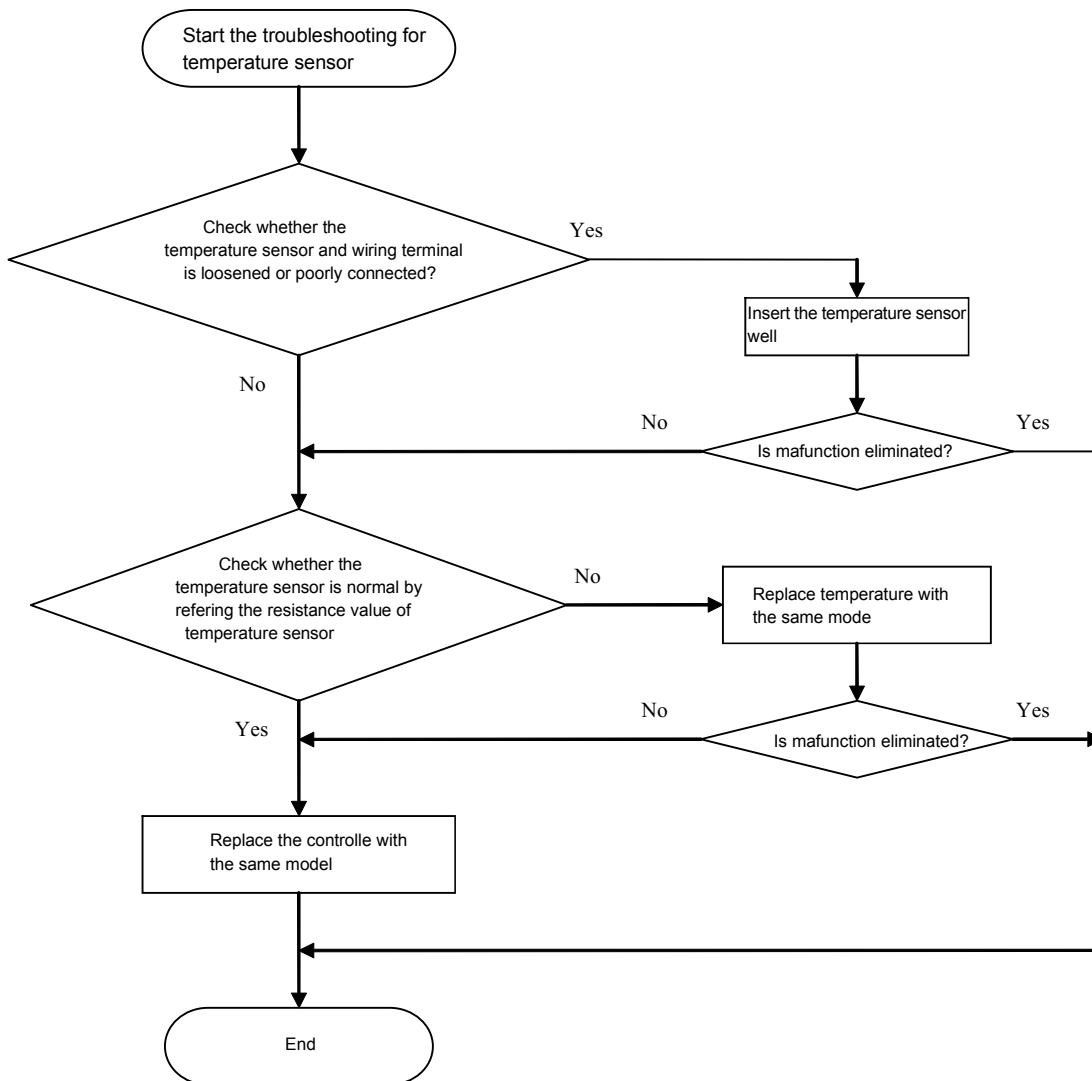 Start the troubleshooting for
temperature sensor
Check whether the
temperature sensor and wiring terminal
is loosened or poorly connected?
Yes
Insert the temperature sensor
well
No
No
Is mafunction eliminated?
Yes
Check whether the
temperature sensor is normal by
refering the resistance value of
temperature sensor
No
Replace temperature with
the same mode
Yes
No
Is mafunction eliminated?
Yes
Replace the controlle with
the same model
End